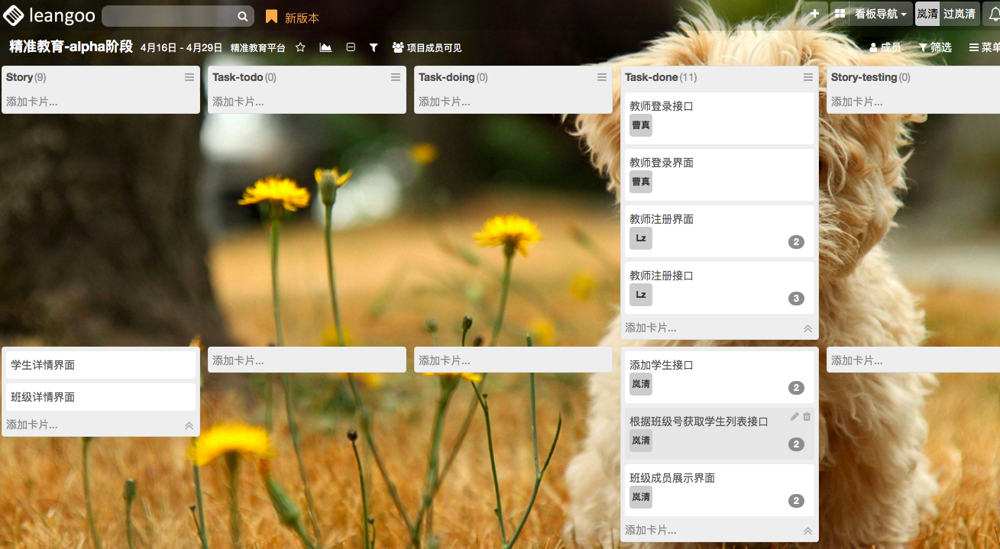 leangoo
新版本
看板导航
岚清
过岚清
精准教育-alpha阶段
4月16日 - 4月29日
精准教育平台
项目成员可见
成员
筛选
菜单
Story(9)
添加卡片...
Task-todo(0)
添加卡片...
Task-doing(0)
添加卡片...
Task-done(11)
教师登录接口
曹真
教师登录界面
曹真
教师注册界面
Lz
2
教师注册接口
Lz
3
添加卡片...
Story-testing(0)
添加卡片...
学生详情界面
班级详情界面
添加卡片...
添加卡片...
添加卡片...
添加学生接口
岚清
2
根据班级号获取学生列表接口
岚清
2
班级成员展示界面
岚清
2
添加卡片...
添加卡片...